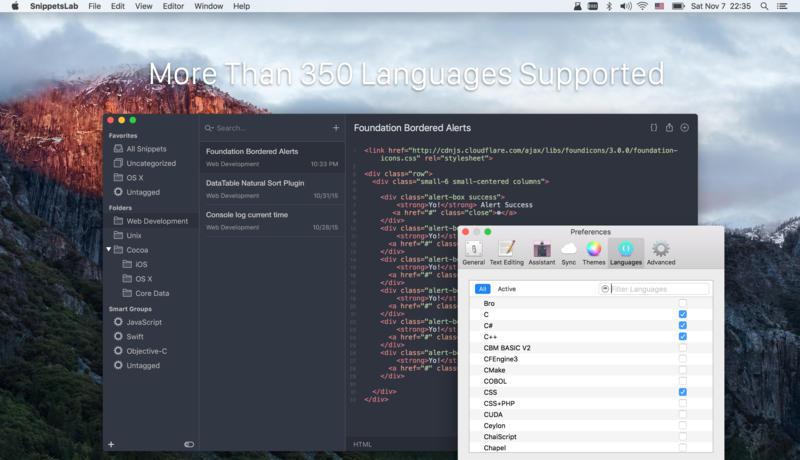 SnippetsLab File Edit View Editor Window Help Sat Nov 7 22:35
More Than 350 Languages Supported
Favorites
All Snippets
Uncategorized
OS X
Untagged
Folders
Web Development
Unix
Cocoa
iOS
OS X
Core Data
Smart Groups
JavaScript
Swift
Objective-C
Untagged
Search...
Foundation Bordered Alerts
Web Development 10:33 PM
DataTable Natural Sort Plugin
Web Development 10/31/15
Console log current time
Web Development 10/28/15
Foundation Bordered Alerts
<link href="http://cdnjs.cloudflare.com/ajax/libs/foundicons/3.0.0/foundation-
icons.css" rel="stylesheet">
<div class="row">
<div class="small-6 small-centered columns">
<div class="alert-box success">
<strong>Yo!</strong> Alert Success
<a href="#" class="close">⊗</a>
</div>
<div class="alert-bo
<strong>Yo!</st
<a href="#" class
</div>
<div class="alert-bo
<strong>Yo!</st
<a href="#" class
</div>
<div class="alert-bo
<strong>Yo!</st
<a href="#" class=
</div>
<div class="alert-bo
<strong>Yo!</st
<a href="#" class
</div>
<div class="alert-bo
<strong>Yo!</st
<a href="#" class
</div>
</div>
</div>
HTML
Preferences
General Text Editing Assistant Sync Themes Languages Advanced
All Active Filter Languages
Bro
C
C#
C++
CBM BASIC V2
CFEngine3
CMake
COBOL
CSS
CSS+PHP
CUDA
Ceylon
ChaiScript
Chapel